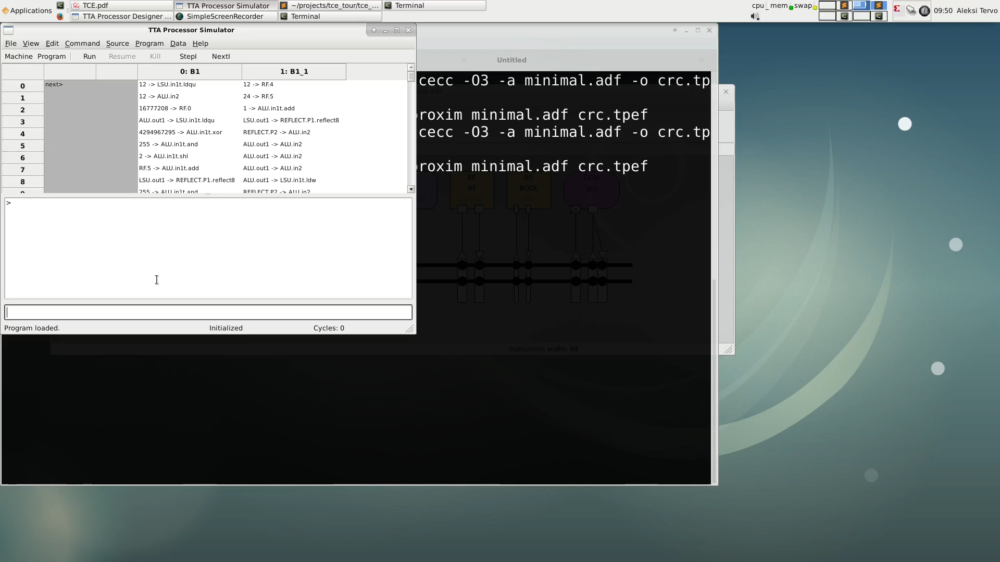 Applications
TCE.pdf
TTA Processor Simulator
~/projects/tce_tour/tce_...
Terminal
cpu mem swap
09:50 Aleksi Tervo
TTA Processor Designer ...
SimpleScreenRecorder
Terminal
TTA Processor Simulator
File View Edit Command Source Program Data Help
Machine Program Run Resume Kill StepI NextI
0: B1 1: B1_1
0 next> 12 -> LSU.in1t.ldqu 12 -> RF.4
1 12 -> ALU.in2 24 -> RF.5
2 16777208 -> RF.0 1 -> ALU.in1t.add
3 ALU.out1 -> LSU.in1t.ldqu LSU.out1 -> REFLECT.P1.reflect8
4 4294967295 -> ALU.in1t.xor REFLECT.P2 -> ALU.in2
5 255 -> ALU.in1t.and ALU.out1 -> ALU.in2
6 2 -> ALU.in1t.shl ALU.out1 -> ALU.in2
7 RF.5 -> ALU.in1t.add ALU.out1 -> ALU.in2
8 LSU.out1 -> REFLECT.P1.reflect8 ALU.out1 -> LSU.in1t.ldw
9 255 -> ALU.in1t.and REFLECT.P2 -> ALU.in2
>
Program loaded. Initialized Cycles: 0
Untitled
cecc -O3 -a minimal.adf -o crc.tp
roxim minimal.adf crc.tpef
cecc -O3 -a minimal.adf -o crc.tp
roxim minimal.adf crc.tpef
RF: RF
RF: BOOL
GCU: gcu
Instruction width: 84